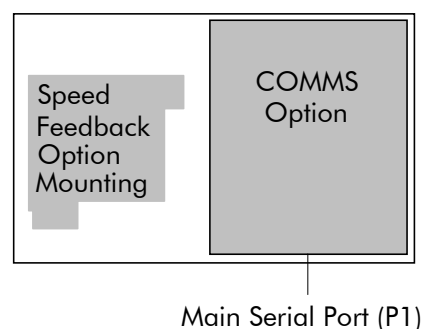 Speed
Feedback
Option
Mounting
COMMS
Option
Main Serial Port (P1)